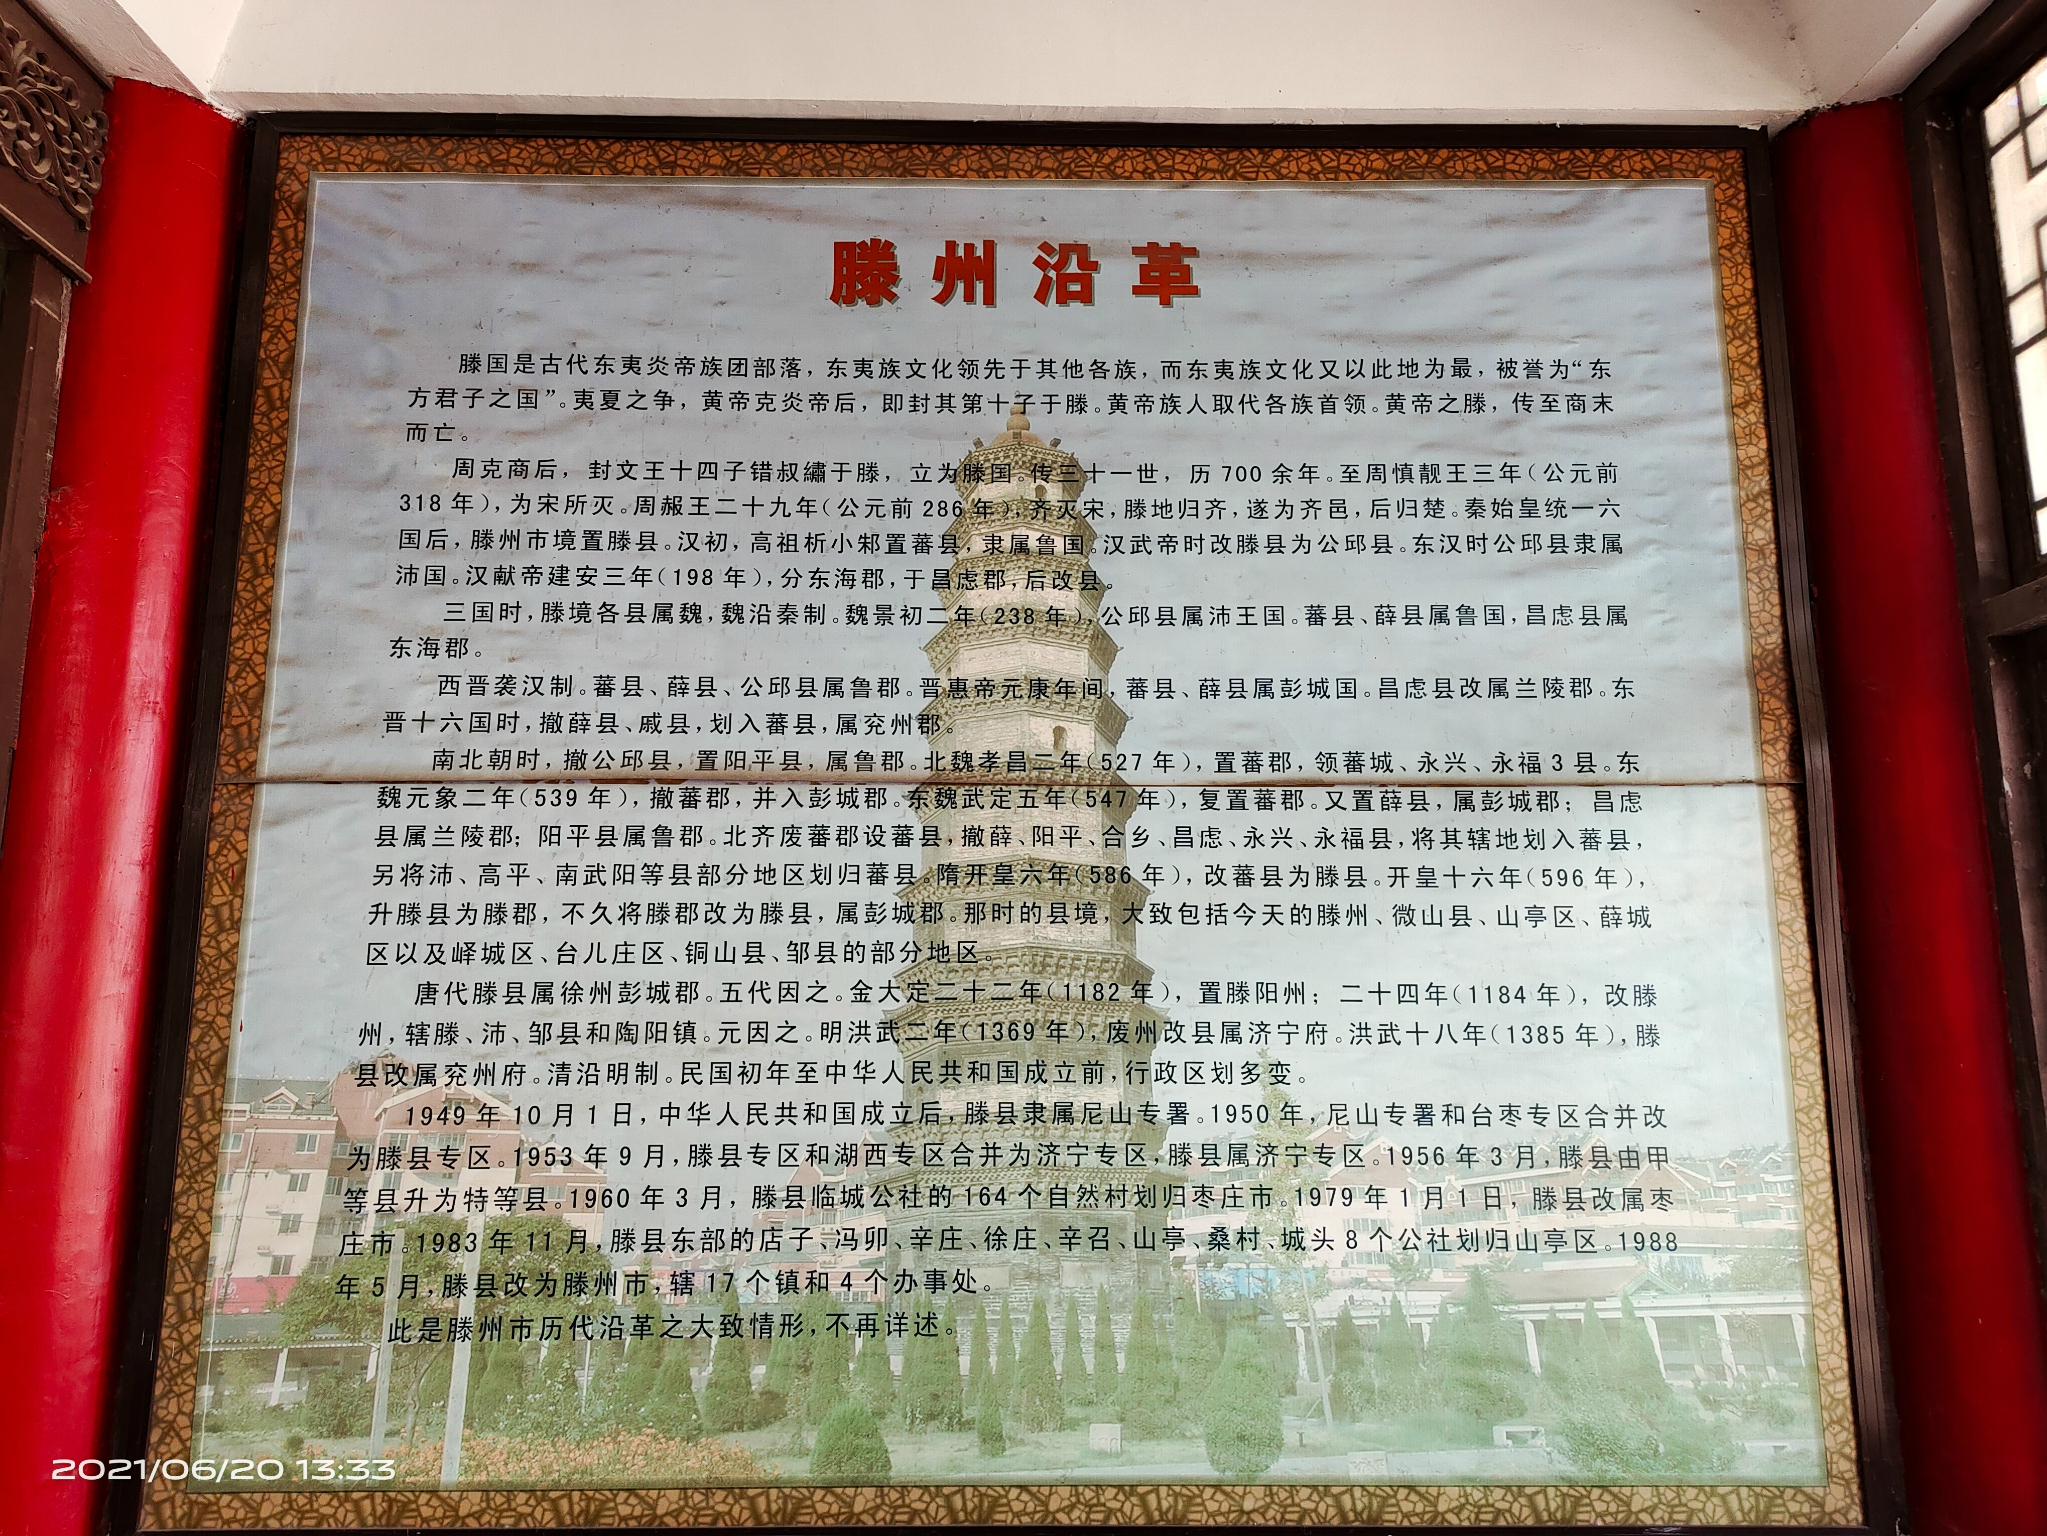 滕州沿革
滕国是古代东夷炎帝族团部落，东夷族文化领先于其他各族，而东夷族文化又以此地为最，被誉为“东
方君子之国”。夷夏之争，黄帝克炎帝后，即封其第十子于滕。黄帝族人取代各族首领。黄帝之滕，传至商末
而亡。
周克商后，封文王十四子错叔繡于滕，立为滕国。传三十一世，历700余年。至周慎靓王三年（公元前
318年），为宋所灭。周赧王二十九年（公元前286年），齐灭宋，滕地归齐，遂为齐邑，后归楚。秦始皇统一六
国后，滕州市境置滕县。汉初，高祖析小邾置蕃县，隶属鲁国。汉武帝时改滕县为公邱县。东汉时公邱县隶属
沛国。汉献帝建安三年（198年），分东海郡，于昌虑郡，后改县。
三国时，滕境各县属魏，魏沿秦制。魏景初二年（238年），公邱县属沛王国。蕃县、薛县属鲁国，昌虑县属
东海郡。
西晋袭汉制。蕃县、薛县、公邱县属鲁郡。晋惠帝元康年间，蕃县、薛县属彭城国。昌虑县改属兰陵郡。东
晋十六国时，撤薛县、戚县，划入蕃县，属兖州郡。
南北朝时，撤公邱县，置阳平县，属鲁郡。北魏孝昌二年（527年），置蕃郡，领蕃城、永兴、永福3县。东
魏元象二年（539年），撤蕃郡，并入彭城郡。东魏武定五年（547年），复置蕃郡。又置薛县，属彭城郡；昌虑
县属兰陵郡；阳平县属鲁郡。北齐废蕃郡设蕃县，撤薛、阳平、合乡、昌虑、永兴、永福县，将其辖地划入蕃县，
另将沛、高平、南武阳等县部分地区划归蕃县。隋开皇六年（586年），改蕃县为滕县。开皇十六年（596年），
升滕县为滕郡，不久将滕郡改为滕县，属彭城郡。那时的县境，大致包括今天的滕州、微山县、山亭区、薛城
区以及峄城区、台儿庄区、铜山县、邹县的部分地区。
唐代滕县属徐州彭城郡。五代因之。金大定二十二年（1182年），置滕阳州；二十四年（1184年），改滕
州，辖滕、沛、邹县和陶阳镇。元因之。明洪武二年（1369年），废州改县属济宁府。洪武十八年（1385年），滕
县改属兖州府。清沿明制。民国初年至中华人民共和国成立前，行政区划多变。
1949年10月1日，中华人民共和国成立后，滕县隶属尼山专署。1950年，尼山专署和台枣专区合并改
为滕县专区。1953年9月，滕县专区和湖西专区合并为济宁专区，滕县属济宁专区。1956年3月，滕县由甲
等县升为特等县。1960年3月，滕县临城公社的164个自然村划归枣庄市。1979年1月1日，滕县改属枣
庄市。1983年11月，滕县东部的店子、冯卯、辛庄、徐庄、辛召、山亭、桑村、城头8个公社划归山亭区。1988
年5月，滕县改为滕州市，辖17个镇和4个办事处。
此是滕州市历代沿革之大致情形，不再详述。
2021/06/20 13:33